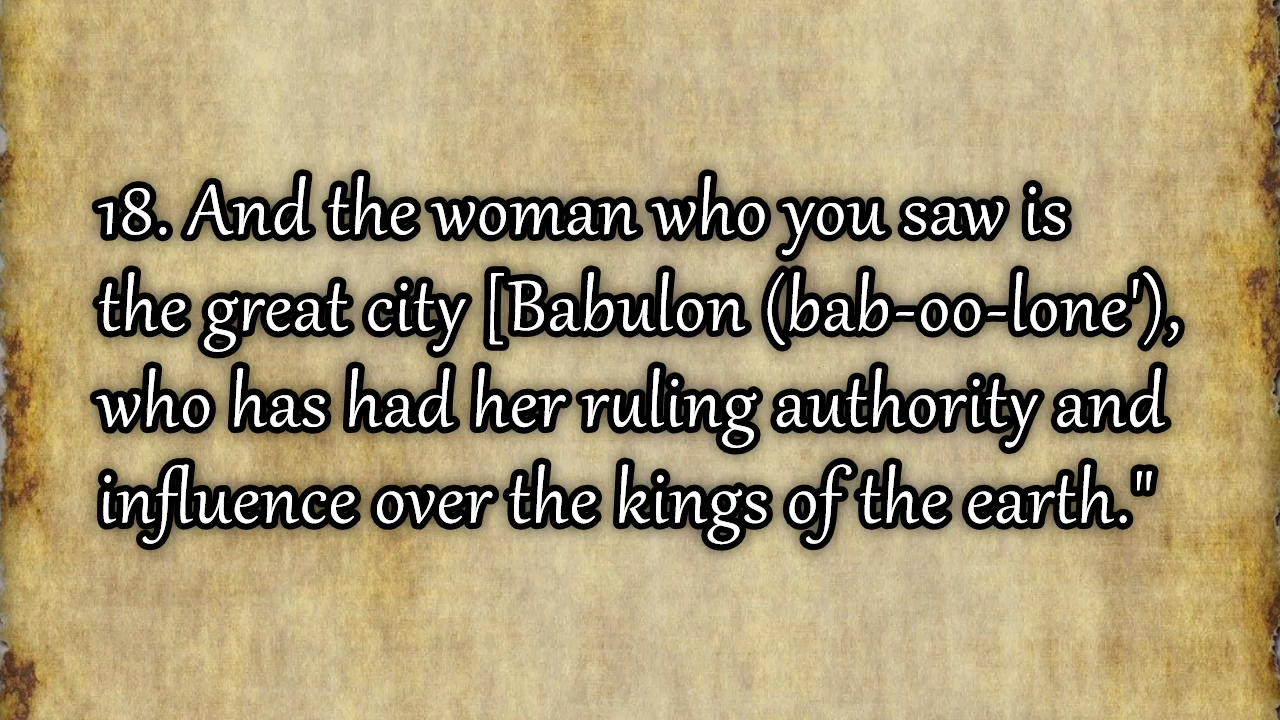 18. And the woman who you saw is
the great city [Babulon (bab-oo-lone'),
who has had her ruling authority and
influence over the kings of the earth."